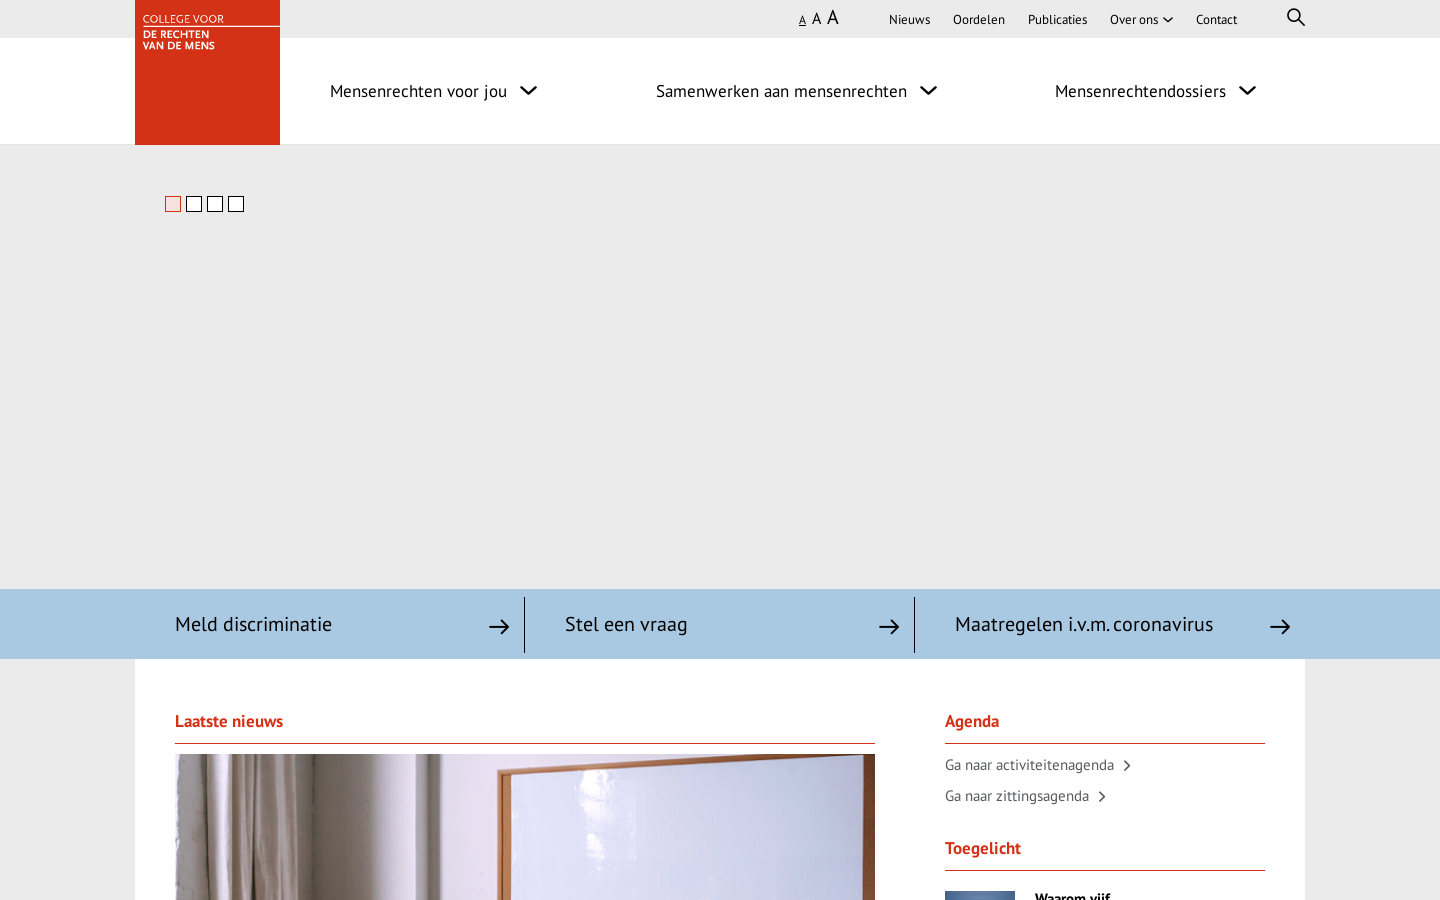 COLLEGE VOOR
DE RECHTEN
VAN DE MENS
A A A
Nieuws
Oordelen
Publicaties
Over ons
Contact
Mensenrechten voor jou
Samenwerken aan mensenrechten
Mensenrechtendossiers
Meld discriminatie
Stel een vraag
Maatregelen i.v.m. coronavirus
Laatste nieuws
Agenda
Ga naar activiteitenagenda
Ga naar zittingsagenda
Toegelicht
Waarom vijf